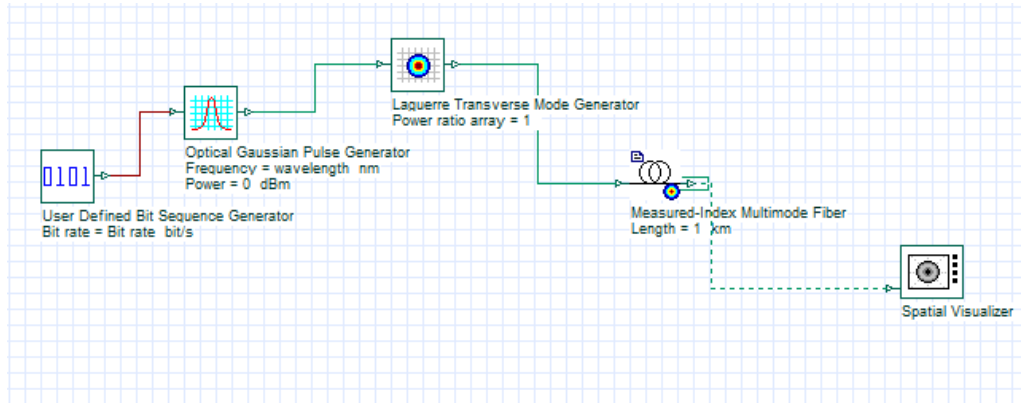 Laguerre Transverse Mode Generator
Power ratio array = 1
Optical Gaussian Pulse Generator
Frequency = wavelength  nm
Power = 0  dBm
0101
User Defined Bit Sequence Generator
Bit rate = Bit rate  bit/s
Measured-Index Multimode Fiber
Length = 1  km
Spatial Visualizer